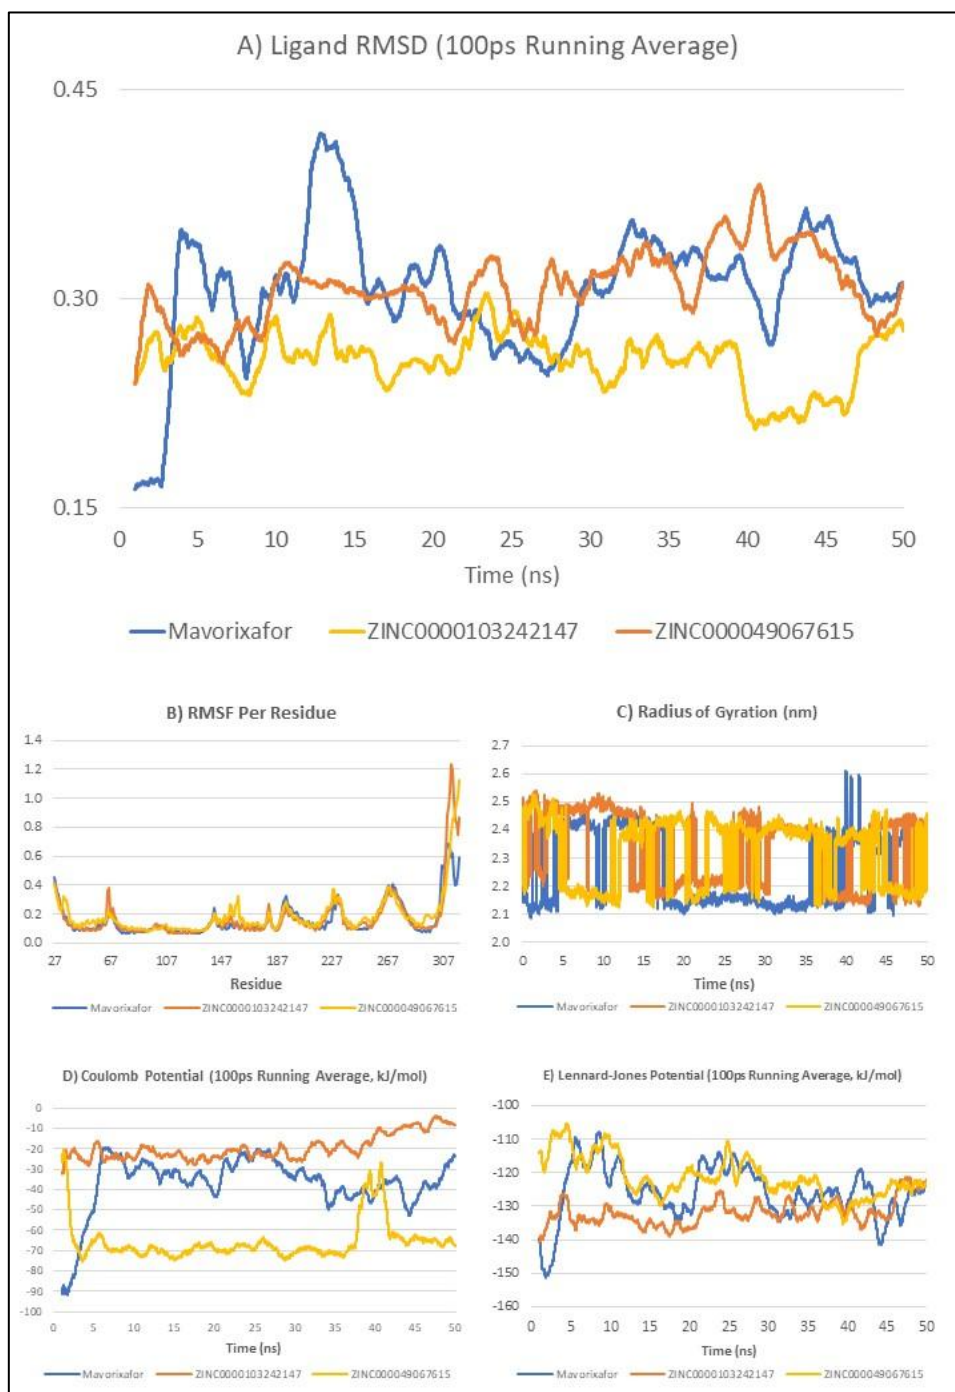 A) Ligand RMSD (100ps Running Average)
0.45
0.30
0.15
0 5 10 15 20 25 30 35 40 45 50
Time (ns)
Mavorixafor ZINC0000103242147 ZINC000049067615
B) RMSF Per Residue
1.4
1.2
1.0
0.8
0.6
0.4
0.2
0.0
27 67 107 147 187 227 267 307
Residue
Mavorixafor ZINC0000103242147 ZINC000049067615
C) Radius of Gyration (nm)
2.7
2.6
2.5
2.4
2.3
2.2
2.1
2.0
0 5 10 15 20 25 30 35 40 45 50
Time (ns)
Mavorixafor ZINC0000103242147 ZINC000049067615
D) Coulomb Potential (100ps Running Average, kJ/mol)
0
-10
-20
-30
-40
-50
-60
-70
-80
-90
-100
0 5 10 15 20 25 30 35 40 45 50
Time (ns)
Mavorixafor ZINC0000103242147 ZINC000049067615
E) Lennard-Jones Potential (100ps Running Average, kJ/mol)
-100
-110
-120
-130
-140
-150
-160
0 5 10 15 20 25 30 35 40 45 50
Time (ns)
Mavorixafor ZINC0000103242147 ZINC000049067615